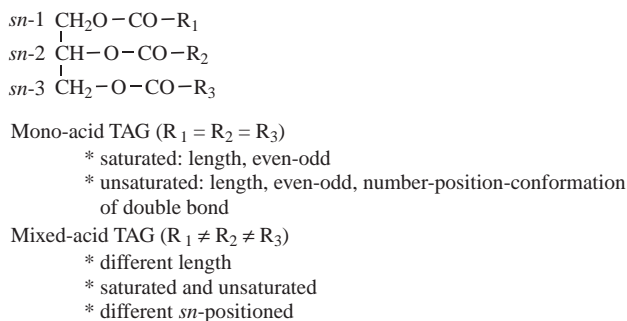 sn-1 CH₂O−CO−R₁
sn-2 CH−O−CO−R₂
sn-3 CH₂−O−CO−R₃
Mono-acid TAG (R₁ = R₂ = R₃)
* saturated: length, even-odd
* unsaturated: length, even-odd, number-position-conformation
of double bond
Mixed-acid TAG (R₁ ≠ R₂ ≠ R₃)
* different length
* saturated and unsaturated
* different sn-positioned